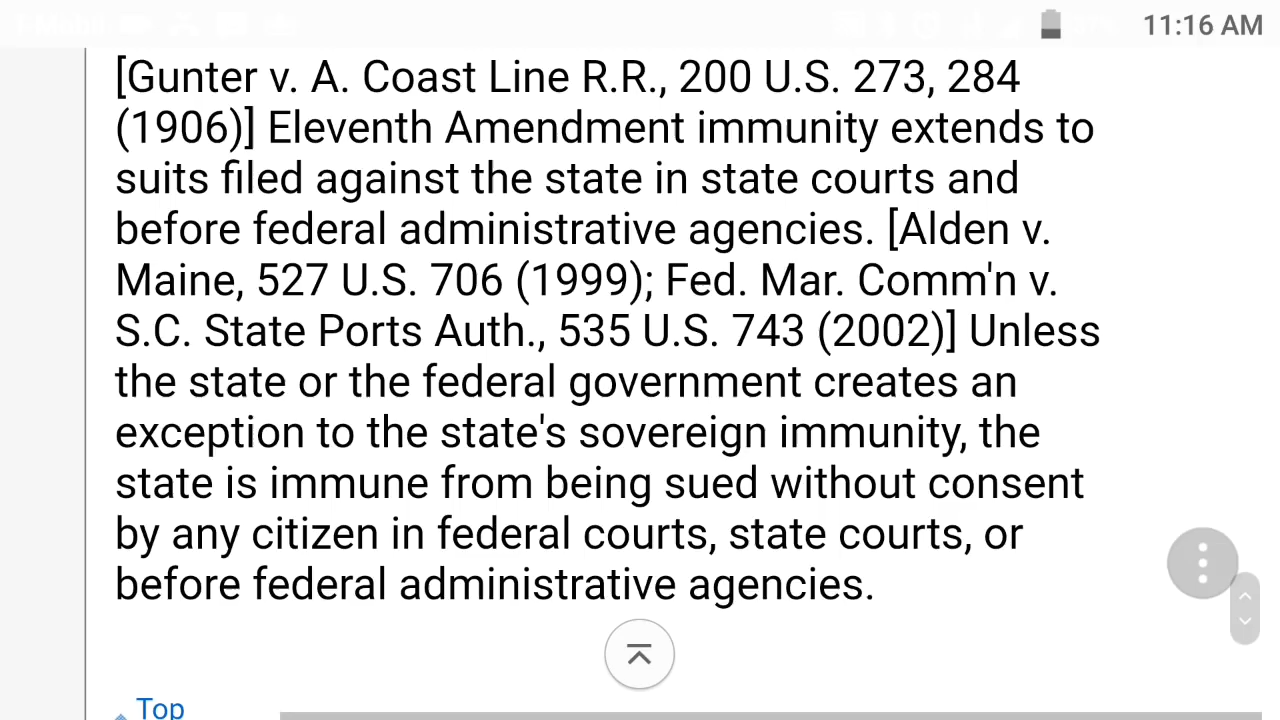 11:16 AM
[Gunter v. A. Coast Line R.R., 200 U.S. 273, 284
(1906)] Eleventh Amendment immunity extends to
suits filed against the state in state courts and
before federal administrative agencies. [Alden v.
Maine, 527 U.S. 706 (1999); Fed. Mar. Comm'n v.
S.C. State Ports Auth., 535 U.S. 743 (2002)] Unless
the state or the federal government creates an
exception to the state's sovereign immunity, the
state is immune from being sued without consent
by any citizen in federal courts, state courts, or
before federal administrative agencies.
Top